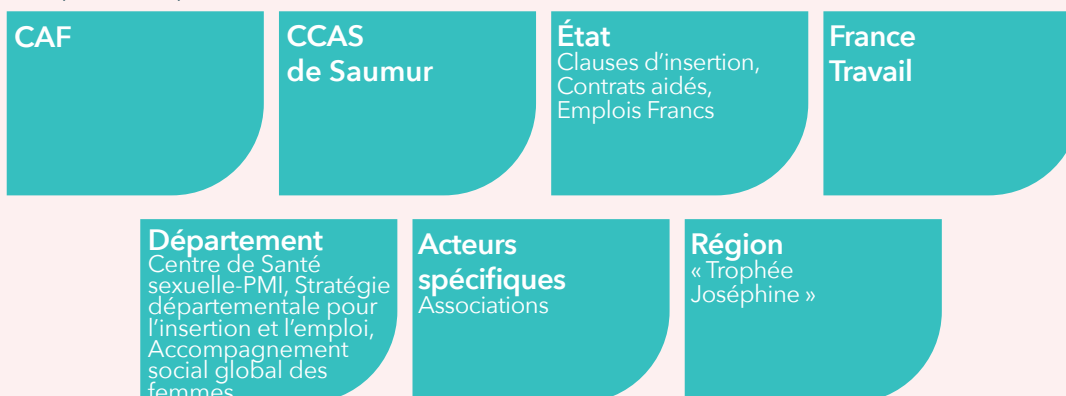 CAF
CCAS
de Saumur
État
Clauses d’insertion,
Contrats aidés,
Emplois Francs
France
Travail
Département
Centre de Santé
sexuelle-PMI, Stratégie
départementale pour
l’insertion et l’emploi,
Accompagnement
social global des
femmes
Acteurs
spécifiques
Associations
Région
« Trophée
Joséphine »